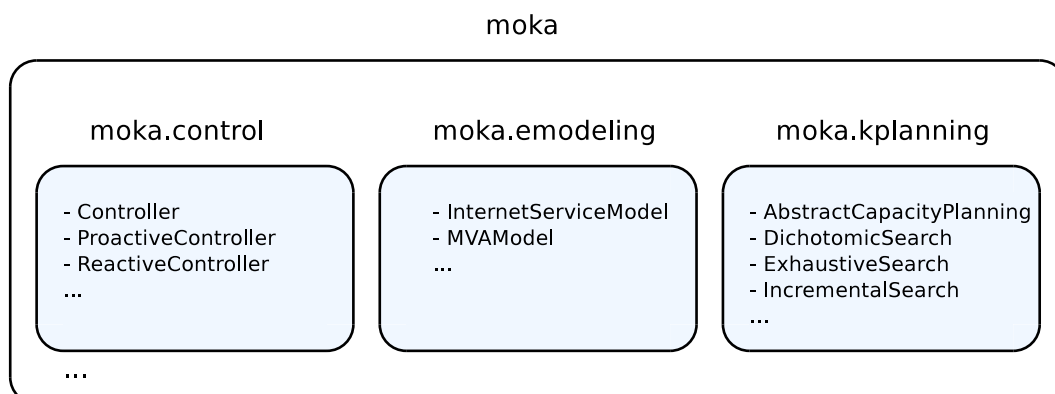 moka
moka.control
- Controller
- ProactiveController
- ReactiveController
...
moka.emodeling
- InternetServiceModel
- MVAModel
...
moka.kplanning
- AbstractCapacityPlanning
- DichotomicSearch
- ExhaustiveSearch
- IncrementalSearch
...
...